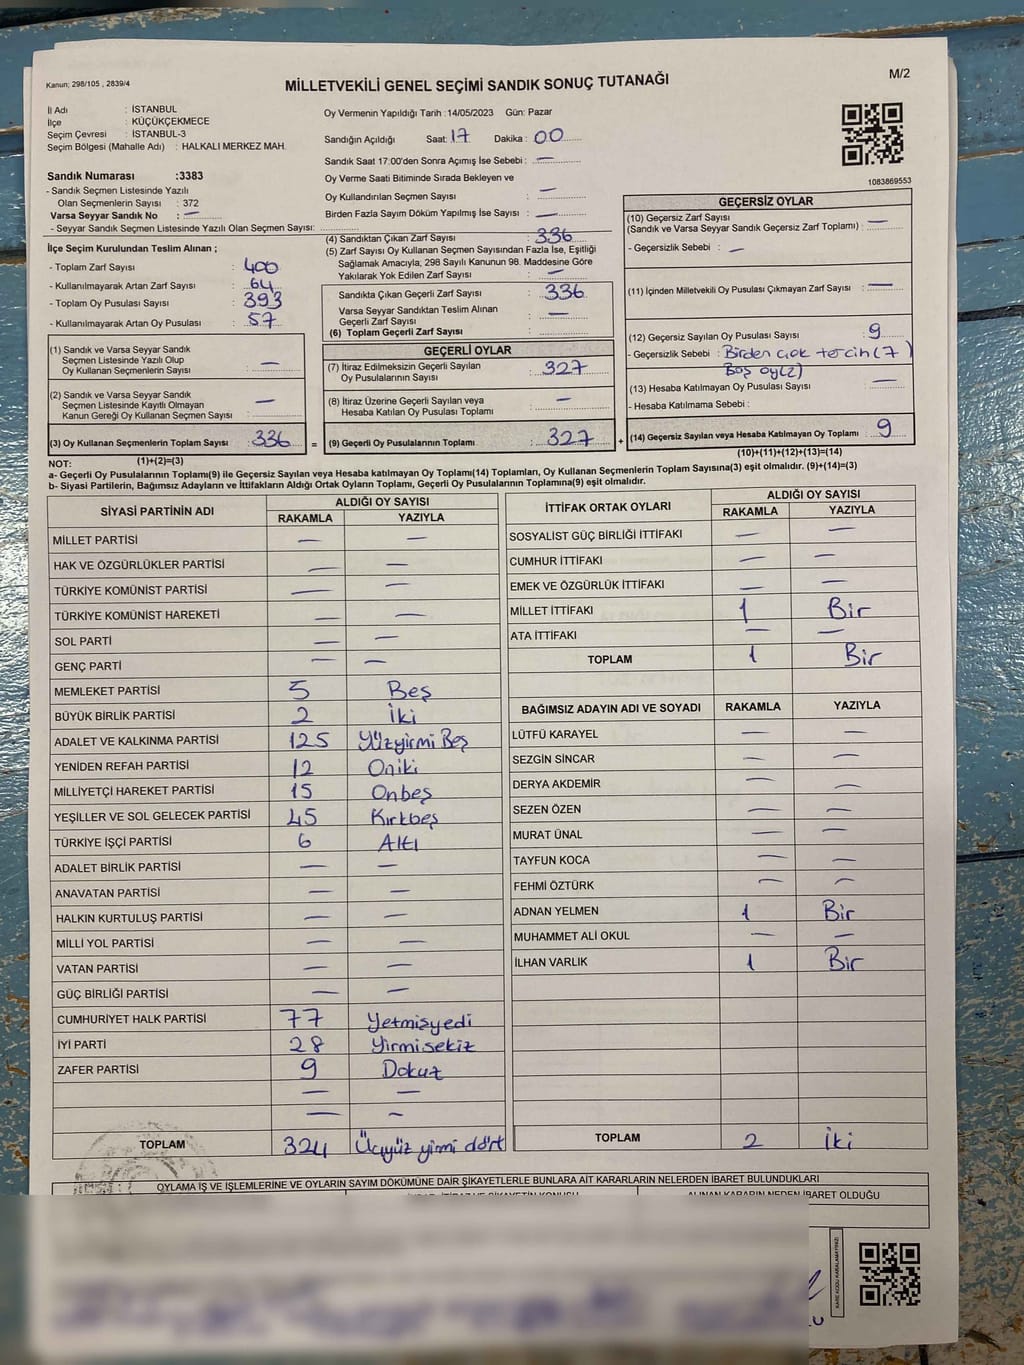 Kanun; 298/105 , 2839/4
MİLLETVEKİLİ GENEL SEÇİMİ SANDIK SONUÇ TUTANAĞI
M/2
İl Adı : İSTANBUL
İlçe : KÜÇÜKÇEKMECE
Seçim Çevresi : İSTANBUL-3
Seçim Bölgesi (Mahalle Adı) : HALKALI MERKEZ MAH.
Sandık Numarası :3383
- Sandık Seçmen Listesinde Yazılı
Olan Seçmenlerin Sayısı : 372
Varsa Seyyar Sandık No : —
- Seyyar Sandık Seçmen Listesinde Yazılı Olan Seçmen Sayısı:
İlçe Seçim Kurulundan Teslim Alınan ;
- Toplam Zarf Sayısı : 400
- Kullanılmayarak Artan Zarf Sayısı : 64
- Toplam Oy Pusulası Sayısı : 393
- Kullanılmayarak Artan Oy Pusulası : 57
Oy Vermenin Yapıldığı Tarih :14/05/2023 Gün: Pazar
Sandığın Açıldığı Saat: 17 Dakika : 00
Sandık Saat 17:00'den Sonra Açımış İse Sebebi : —
Oy Verme Saati Bitiminde Sırada Bekleyen ve
Oy Kullandırılan Seçmen Sayısı : —
Birden Fazla Sayım Döküm Yapılmış İse Sayısı : —
(4) Sandıktan Çıkan Zarf Sayısı : 336
(5) Zarf Sayısı Oy Kullanan Seçmen Sayısından Fazla İse, Eşitliği
Sağlamak Amacıyla; 298 Sayılı Kanunun 98. Maddesine Göre
Yakılarak Yok Edilen Zarf Sayısı : —
Sandıkta Çıkan Geçerli Zarf Sayısı : 336
Varsa Seyyar Sandıktan Teslim Alınan
Geçerli Zarf Sayısı : —
(6) Toplam Geçerli Zarf Sayısı :
1083869553
GEÇERSİZ OYLAR
(10) Geçersiz Zarf Sayısı
(Sandık ve Varsa Seyyar Sandık Geçersiz Zarf Toplamı) : —
- Geçersizlik Sebebi : —
(11) İçinden Milletvekili Oy Pusulası Çıkmayan Zarf Sayısı : —
(12) Geçersiz Sayılan Oy Pusulası Sayısı : 9
- Geçersizlik Sebebi : Birden çok tercih(7)
Boş oy(2)
(13) Hesaba Katılmayan Oy Pusulası Sayısı : —
- Hesaba Katılmama Sebebi :
(14) Geçersiz Sayılan veya Hesaba Katılmayan Oy Toplamı : 9
(10)+(11)+(12)+(13)=(14)
(1) Sandık ve Varsa Seyyar Sandık
Seçmen Listesinde Yazılı Olup
Oy Kullanan Seçmenlerin Sayısı : —
(2) Sandık ve Varsa Seyyar Sandık
Seçmen Listesinde Kayıtlı Olmayan
Kanun Gereği Oy Kullanan Seçmen Sayısı : —
(3) Oy Kullanan Seçmenlerin Toplam Sayısı : 336 =
(1)+(2)=(3)
GEÇERLİ OYLAR
(7) İtiraz Edilmeksizin Geçerli Sayılan
Oy Pusulalarının Sayısı : 327
(8) İtiraz Üzerine Geçerli Sayılan veya
Hesaba Katılan Oy Pusulası Toplamı : —
(9) Geçerli Oy Pusulalarının Toplamı : 327 +
NOT:
a- Geçerli Oy Pusulalarının Toplamı(9) ile Geçersiz Sayılan veya Hesaba katılmayan Oy Toplamı(14) Toplamları, Oy Kullanan Seçmenlerin Toplam Sayısına(3) eşit olmalıdır. (9)+(14)=(3)
b- Siyasi Partilerin, Bağımsız Adayların ve İttifakların Aldığı Ortak Oyların Toplamı, Geçerli Oy Pusulalarının Toplamına(9) eşit olmalıdır.
SİYASİ PARTİNİN ADI ALDIĞI OY SAYISI
RAKAMLA YAZIYLA
MİLLET PARTİSİ — —
HAK VE ÖZGÜRLÜKLER PARTİSİ — —
TÜRKİYE KOMÜNİST PARTİSİ — —
TÜRKİYE KOMÜNİST HAREKETİ — —
SOL PARTİ — —
GENÇ PARTİ — —
MEMLEKET PARTİSİ 5 Beş
BÜYÜK BİRLİK PARTİSİ 2 İki
ADALET VE KALKINMA PARTİSİ 125 Yüzyirmi Beş
YENİDEN REFAH PARTİSİ 12 Oniki
MİLLİYETÇİ HAREKET PARTİSİ 15 Onbeş
YEŞİLLER VE SOL GELECEK PARTİSİ 45 Kırkbeş
TÜRKİYE İŞÇİ PARTİSİ 6 Altı
ADALET BİRLİK PARTİSİ — —
ANAVATAN PARTİSİ — —
HALKIN KURTULUŞ PARTİSİ — —
MİLLİ YOL PARTİSİ — —
VATAN PARTİSİ — —
GÜÇ BİRLİĞİ PARTİSİ — —
CUMHURİYET HALK PARTİSİ 77 Yetmişyedi
İYİ PARTİ 28 Yirmisekiz
ZAFER PARTİSİ 9 Dokuz
— —
— —
TOPLAM 324 Üçyüz yirmi dört
İTTİFAK ORTAK OYLARI ALDIĞI OY SAYISI
RAKAMLA YAZIYLA
SOSYALIST GÜÇ BİRLİĞİ İTTİFAKI — —
CUMHUR İTTİFAKI — —
EMEK VE ÖZGÜRLÜK İTTİFAKI — —
MİLLET İTTİFAKI 1 Bir
ATA İTTİFAKI — —
TOPLAM 1 Bir
BAĞIMSIZ ADAYIN ADI VE SOYADI RAKAMLA YAZIYLA
LÜTFÜ KARAYEL — —
SEZGİN SİNCAR — —
DERYA AKDEMİR — —
SEZEN ÖZEN — —
MURAT ÜNAL — —
TAYFUN KOCA — —
FEHMİ ÖZTÜRK — —
ADNAN YELMEN 1 Bir
MUHAMMET ALİ OKUL — —
İLHAN VARLIK 1 Bir
TOPLAM 2 İki
OYLAMA İŞ VE İŞLEMLERİNE VE OYLARIN SAYIM DÖKÜMÜNE DAİR ŞİKAYETLERLE BUNLARA AİT KARARLARIN NELERDEN İBARET BULUNDUKLARI
ALINAN KARARIN NEDEN İBARET OLDUĞU
KARE KODU KARALAMAYINIZ!